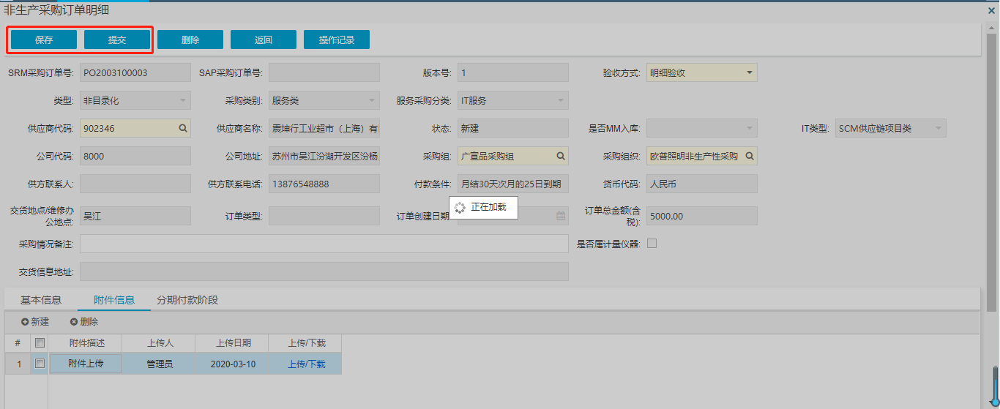 非生产采购订单明细
保存 提交 删除 返回 操作记录
SRM采购订单号: PO2003100003 SAP采购订单号: 版本号: 1 验收方式: 明细验收
类型: 非目录化 采购类别: 服务类 服务采购分类: IT服务
供应商代码: 902346 供应商名称: 震坤行工业超市（上海）有 状态: 新建 是否MM入库: IT类型: SCM供应链项目类
公司代码: 8000 公司地址: 苏州市吴江汾湖开发区汾杨 采购组: 广宣品采购组 采购组织: 欧普照明非生产性采购
供方联系人: 供方联系电话: 13876548888 付款条件: 月结30天次月的25日到期 货币代码: 人民币
正在加载
交货地点/维修办
公地点: 吴江 订单类型: 订单创建日期 订单总金额(含
税): 5000.00
采购情况备注: 是否属计量仪器:
交货信息地址:
基本信息 附件信息 分期付款阶段
新建 删除
# 附件描述 上传人 上传日期 上传/下载
1 附件上传 管理员 2020-03-10 上传/下载